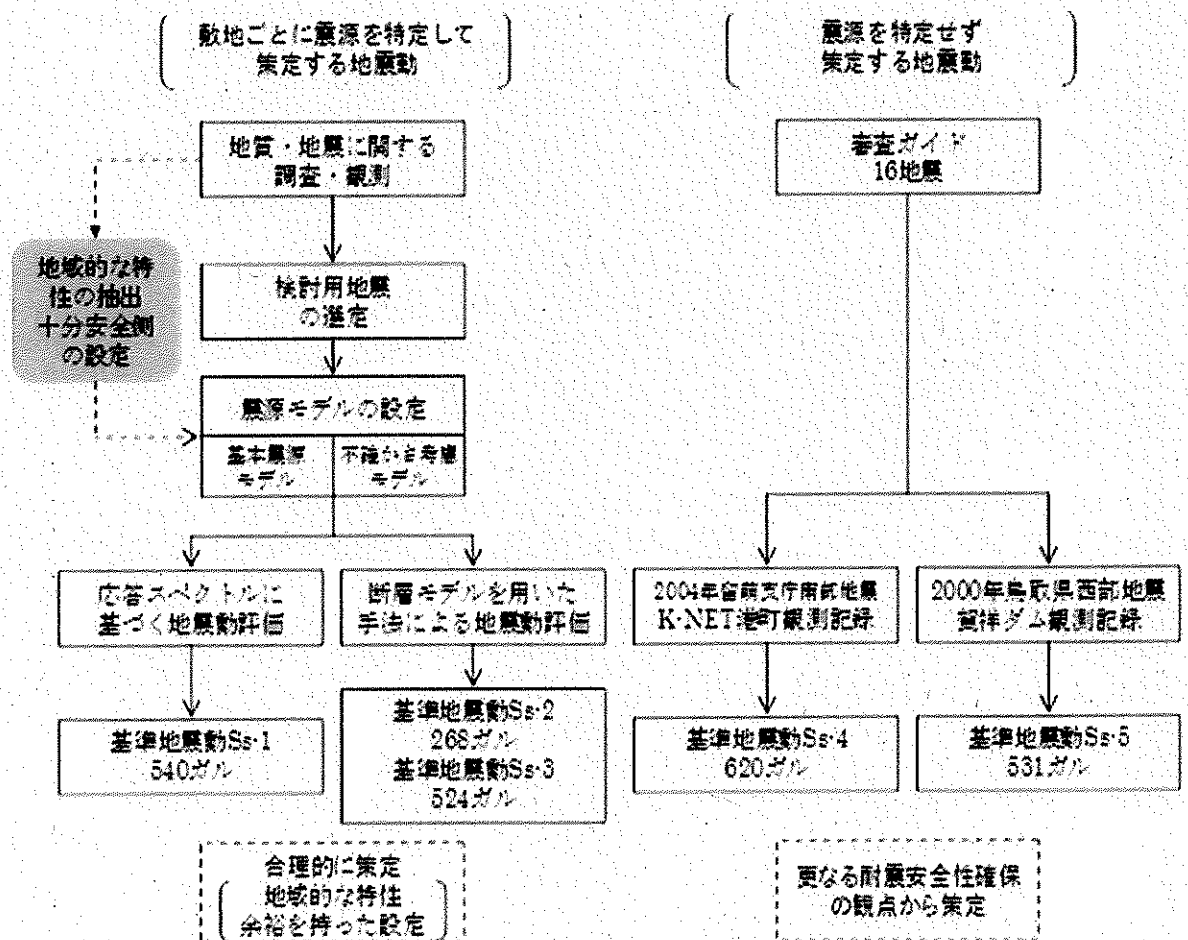 敷地ごとに震源を特定して
策定する地震動
震源を特定せず
策定する地震動
地質・地震に関する
調査・観測
審査ガイド
16地震
地域的な特
性の抽出
十分安全側
の設定
検討用地震
の選定
震源モデルの設定
基本震源
モデル
不確かさ考慮
モデル
応答スペクトルに
基づく地震動評価
断層モデルを用いた
手法による地震動評価
2004年留萌支庁南部地震
K-NET港町観測記録
2000年鳥取県西部地震
賀祥ダム観測記録
基準地震動Ss-1
540ガル
基準地震動Ss-2
268ガル
基準地震動Ss-3
524ガル
基準地震動Ss-4
620ガル
基準地震動Ss-5
531ガル
合理的に策定
地域的な特性
余裕を持った設定
更なる耐震安全性確保
の観点から策定